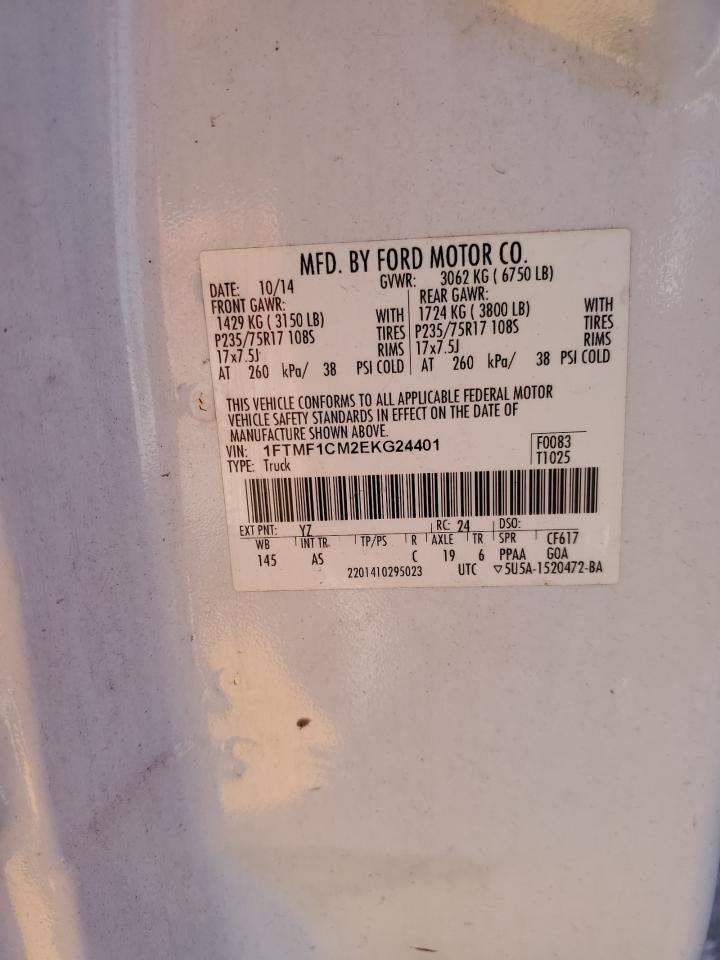 MFD. BY FORD MOTOR CO.
DATE: 10/14 GVWR: 3062 KG ( 6750 LB)
FRONT GAWR: REAR GAWR:
1429 KG ( 3150 LB) WITH 1724 KG ( 3800 LB) WITH
P235/75R17 108S TIRES P235/75R17 108S TIRES
17x7.5J RIMS 17x7.5J RIMS
AT 260 kPa/ 38 PSI COLD AT 260 kPa/ 38 PSI COLD
THIS VEHICLE CONFORMS TO ALL APPLICABLE FEDERAL MOTOR
VEHICLE SAFETY STANDARDS IN EFFECT ON THE DATE OF
MANUFACTURE SHOWN ABOVE.
VIN: 1FTMF1CM2EKG24401 F0083
TYPE: Truck T1025
EXT PNT: YZ RC: 24 DSO:
WB INT TR TP/PS R AXLE TR SPR CF617
145 AS C 19 6 PPAA GOA
2201410295023 UTC ▽5U5A-1520472-BA